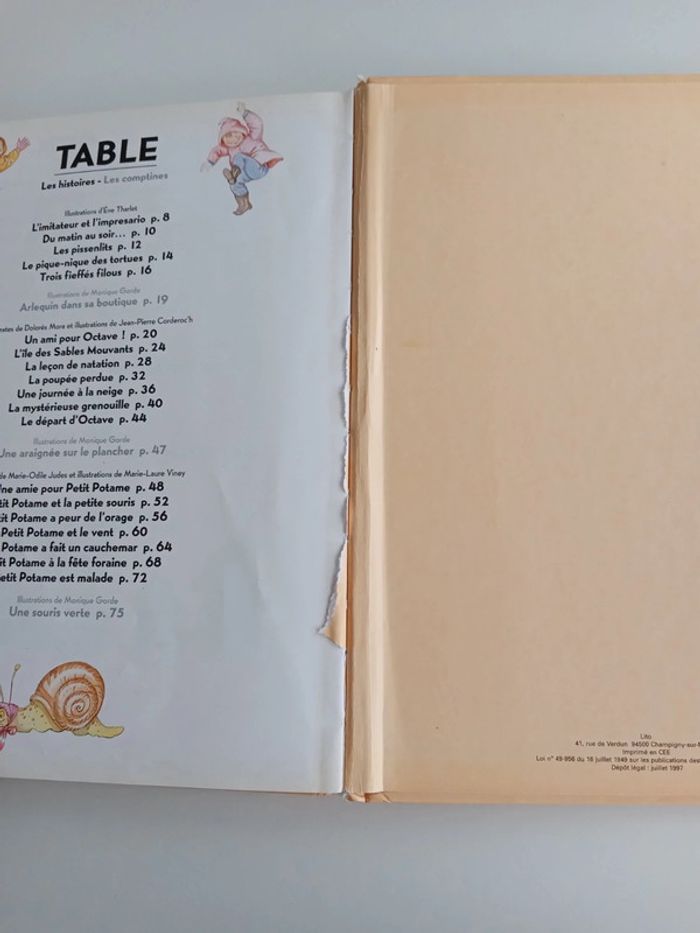 TABLE
Les histoires - Les comptines
Illustrations d'Ève Tharlet
L'imitateur et l'impresario p. 8
Du matin au soir... p. 10
Les pissenlits p. 12
Le pique-nique des tortues p. 14
Trois fieffés filous p. 16
Illustrations de Monique Gorde
Arlequin dans sa boutique p. 19
de Dolorès Mora et illustrations de Jean-Pierre Corderoc'h
Un ami pour Octave ! p. 20
L'île des Sables Mouvants p. 24
La leçon de natation p. 28
La poupée perdue p. 32
Une journée à la neige p. 36
La mystérieuse grenouille p. 40
Le départ d'Octave p. 44
Illustrations de Monique Gorde
Une araignée sur le plancher p. 47
de Marie-Odile Judes et illustrations de Marie-Laure Viney
amie pour Petit Potame p. 48
Potame et la petite souris p. 52
Potame a peur de l'orage p. 56
Petit Potame et le vent p. 60
Potame a fait un cauchemar p. 64
Potame à la fête foraine p. 68
Potame est malade p. 72
Illustrations de Monique Gorde
Une souris verte p. 75
Lito
41, rue de Verdun 94500 Champigny-sur-
Imprimé en CEE
Loi n° 49-956 du 16 juillet 1949 sur les publications
Dépôt légal : juillet 1997